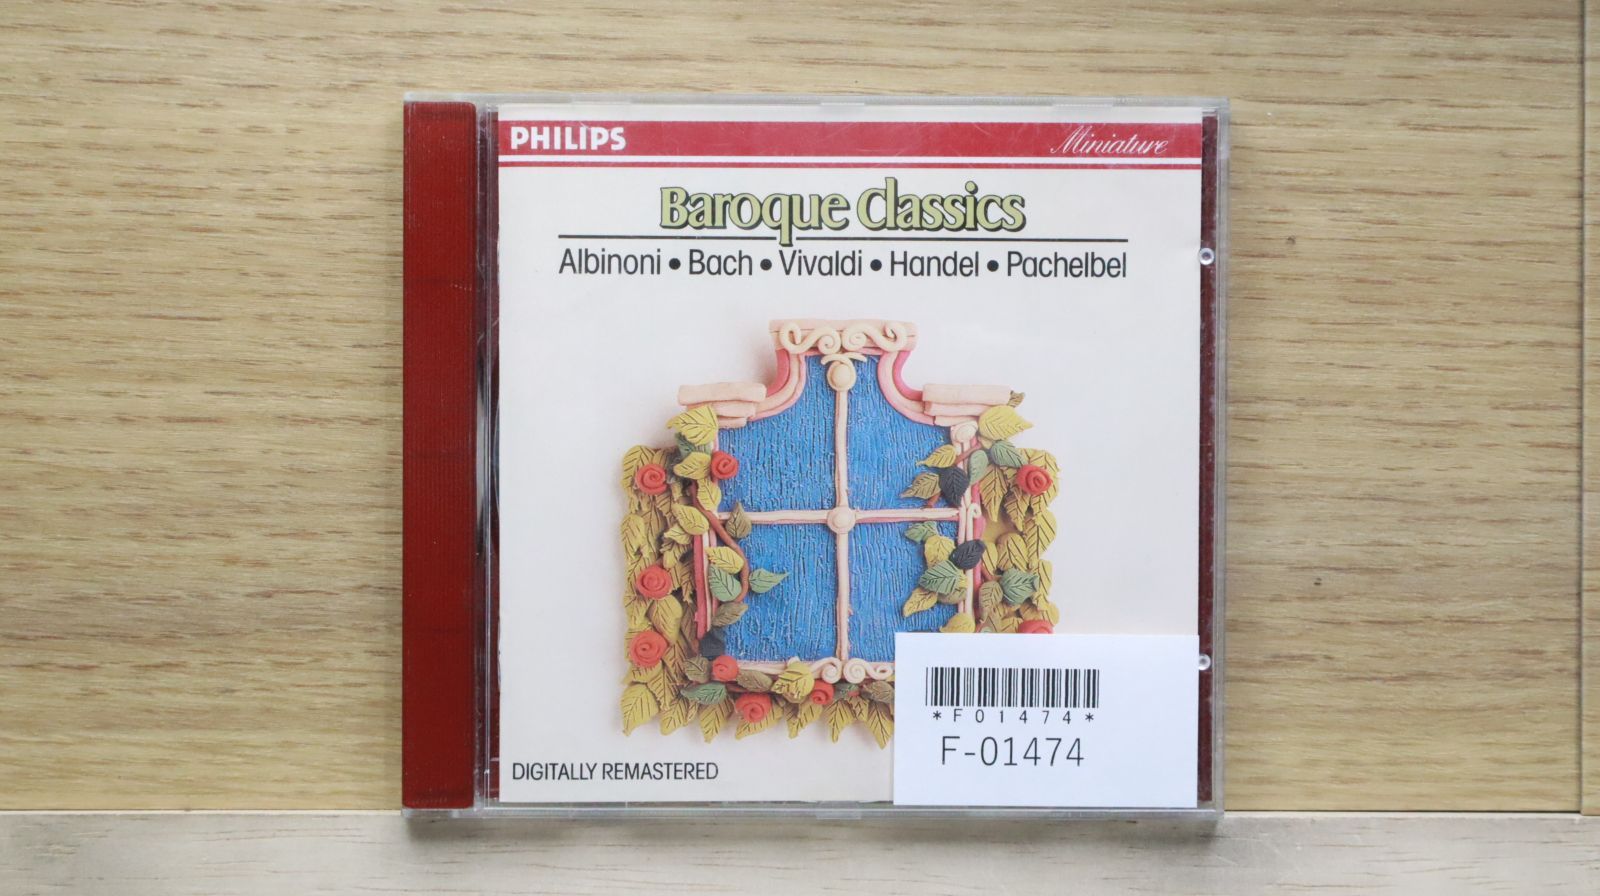 PHILIPS
Miniature
Baroque Classics
Albinoni • Bach • Vivaldi • Handel • Pachelbel
DIGITALLY REMASTERED
*F01474*
F-01474